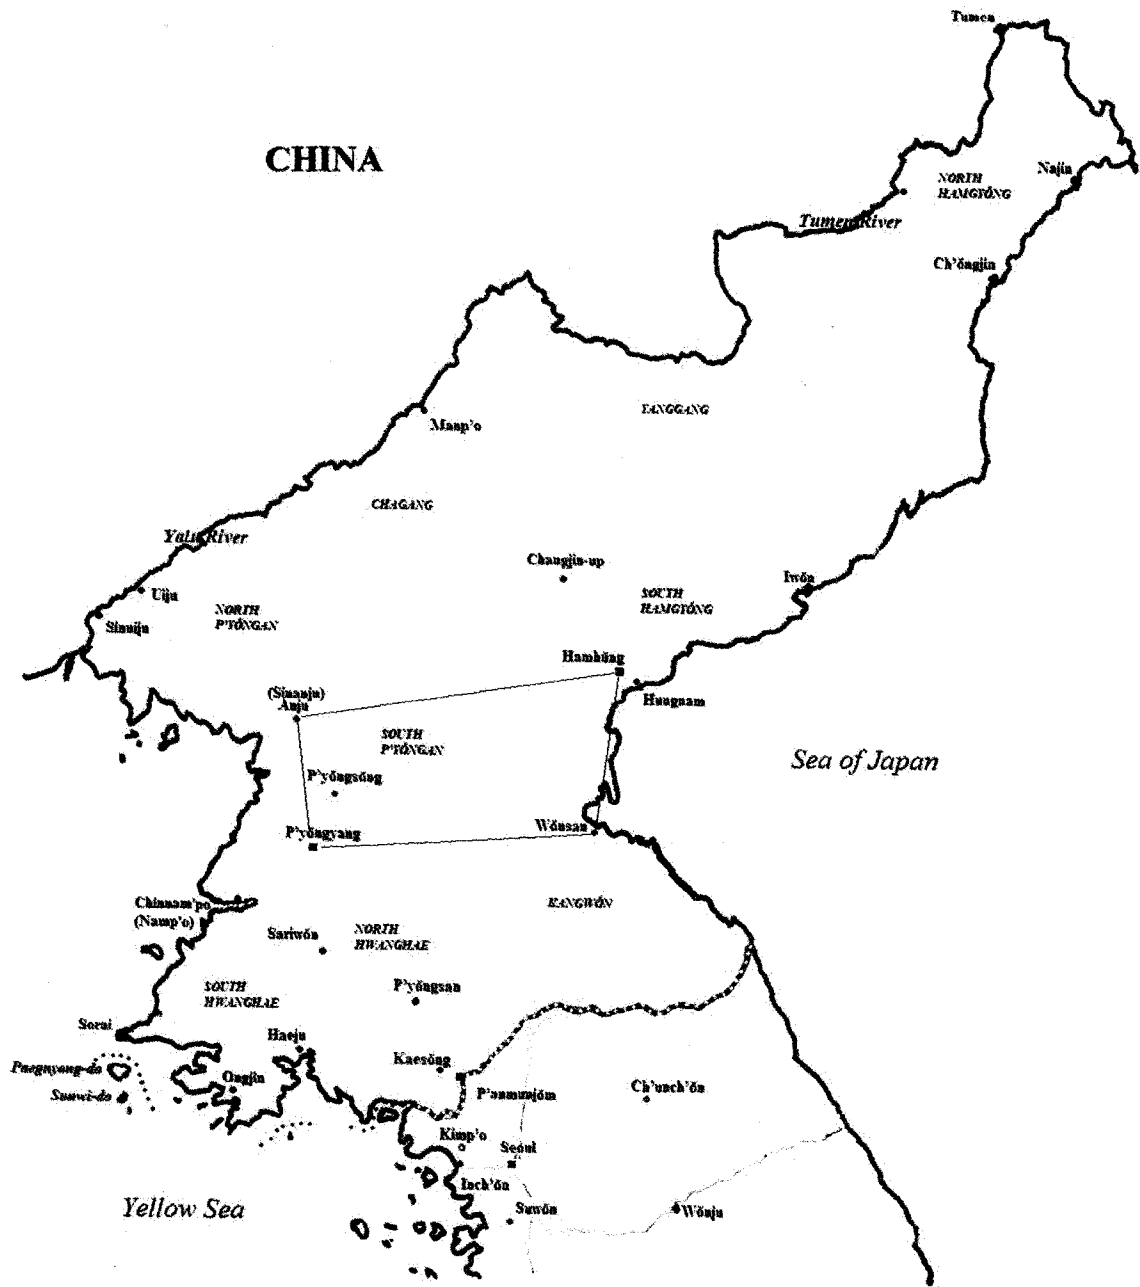 Tumen
CHINA
Najin
NORTH
HAMGYŎNG
Tumen River
Ch'ŏngjin
YANGGANG
Manp'o
CHAGANG
Yalu River
Changjin-up
Iwŏn
Uiju
SOUTH
HAMGYŎNG
NORTH
P'YŎNGAN
Sinuiju
Hamhŭng
(Sinanju)
Anju
Hungnam
SOUTH
P'YŎNGAN
Sea of Japan
P'yŏngsŏng
P'yŏngyang
Wŏnsan
Chinnam'po
(Namp'o)
KANGWŎN
Sariwŏn
NORTH
HWANGHAE
SOUTH
HWANGHAE
P'yŏngsan
Sorai
Haeju
Kaesŏng
Paegnyong-do
Ongjin
Sunwi-do
P'anmunjŏm
Ch'unch'ŏn
Kimp'o
Seoul
Inch'ŏn
Yellow Sea
Suwŏn
Wŏnju